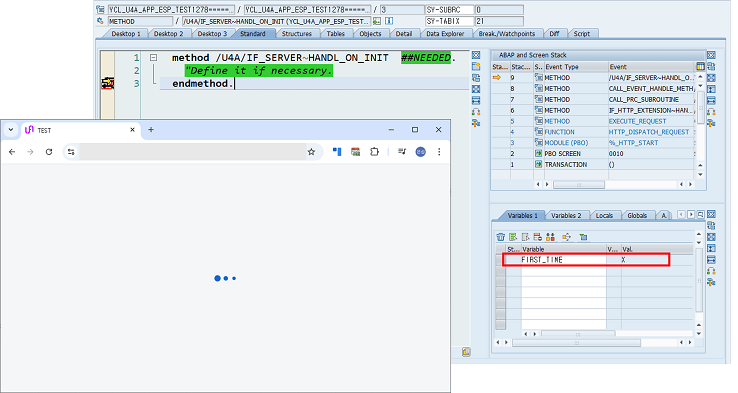 YCL_U4A_APP_ESP_TEST1278=====... / YCL_U4A_APP_ESP_TEST1278=====... / 3 SY-SUBRC 0
METHOD / /U4A/IF_SERVER~HANDL_ON_INIT (YCL_U4A_APP_ESP_TEST... SY-TABIX 21
Desktop 1 Desktop 2 Desktop 3 Standard Structures Tables Objects Detail Data Explorer Break./Watchpoints Diff Script
1 method /U4A/IF_SERVER~HANDL_ON_INIT ##NEEDED.
2 "Define it if necessary.
3 endmethod.
ABAP and Screen Stack
Sta... Stac... S.. Event Type Event
9 METHOD /U4A/IF_SERVER~HANDL_O...
8 METHOD CALL_EVENT_HANDLE_METH...
7 METHOD CALL_PRC_SUBROUTINE
6 METHOD IF_HTTP_EXTENSION~HAN...
5 METHOD EXECUTE_REQUEST
4 FUNCTION HTTP_DISPATCH_REQUEST
3 MODULE (PBO) %_HTTP_START
2 PBO SCREEN 0010
1 TRANSACTION ()
TEST
Variables 1 Variables 2 Locals Globals A.
St... Variable V... Val.
FIRST_TIME X